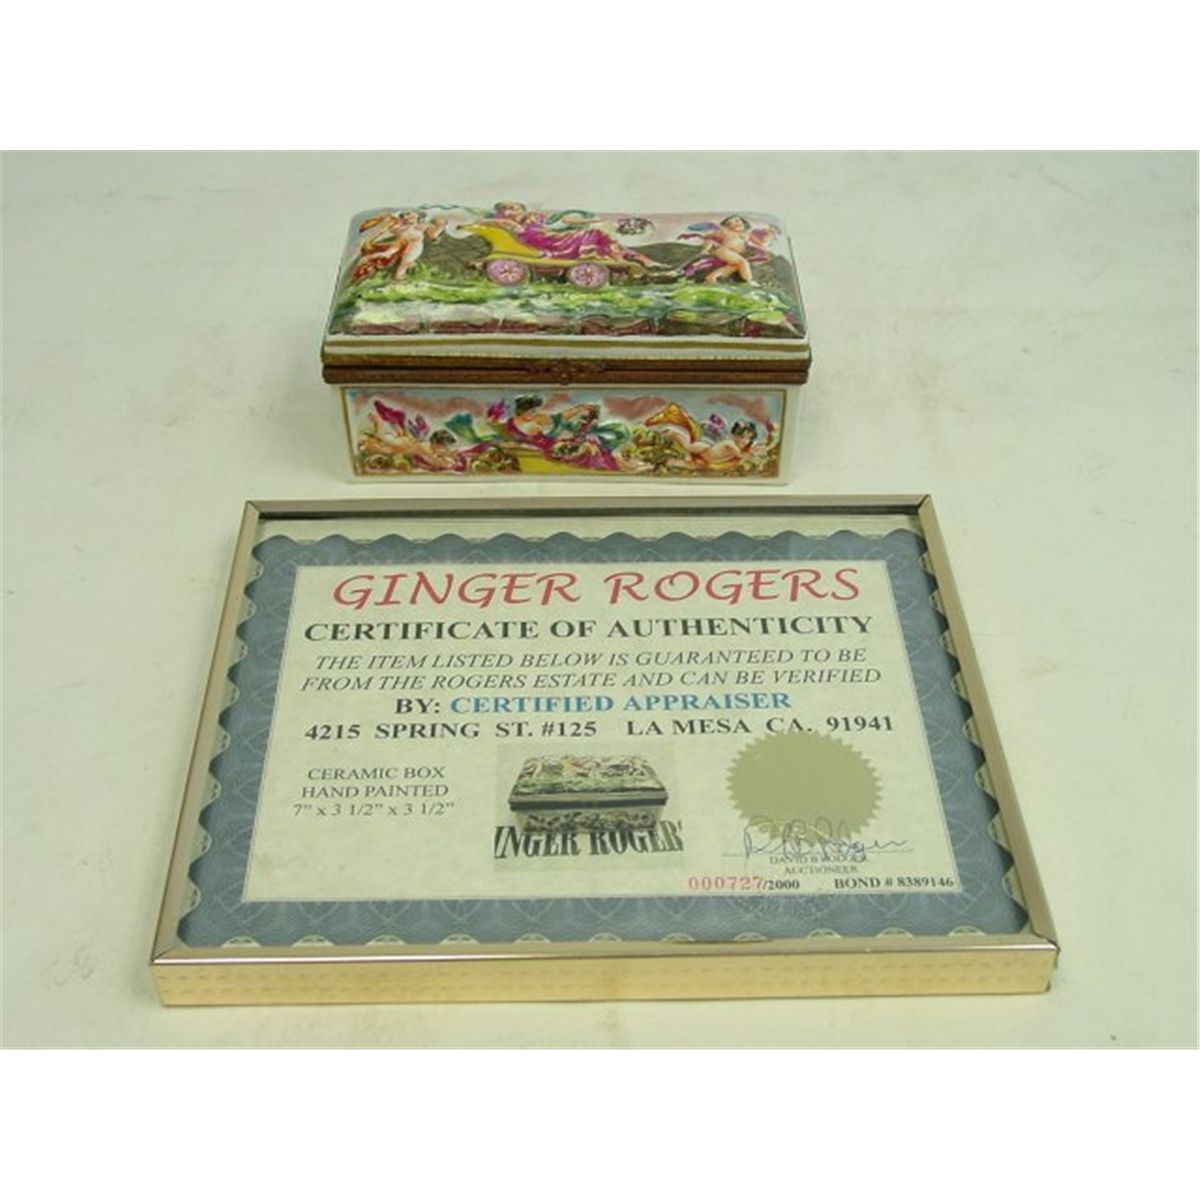 GINGER ROGERS
CERTIFICATE OF AUTHENTICITY
THE ITEM LISTED BELOW IS GUARANTEED TO BE
FROM THE ROGERS ESTATE AND CAN BE VERIFIED
BY: CERTIFIED APPRAISER
4215 SPRING ST. #125 LA MESA CA. 91941
CERAMIC BOX
HAND PAINTED
7" x 3 1/2" x 3 1/2"
INGER ROGERS
DAVID B RODGER
AUCTIONEER
000727/2000 BOND # 8389146